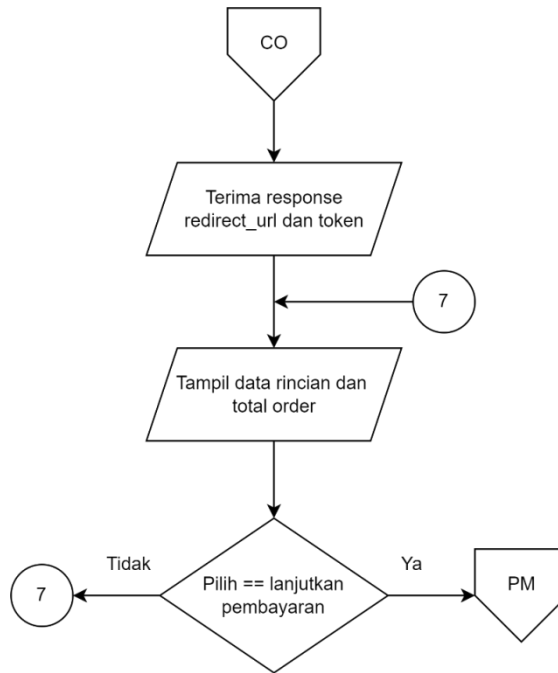 CO
Terima response
redirect_url dan token
7
Tampil data rincian dan
total order
Tidak
Ya
7
Pilih == lanjutkan
pembayaran
PM